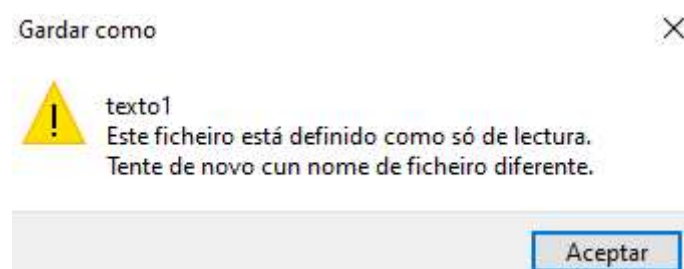 Gardar como
texto1
Este ficheiro está definido como só de lectura.
Tente de novo cun nome de ficheiro diferente.
Aceptar